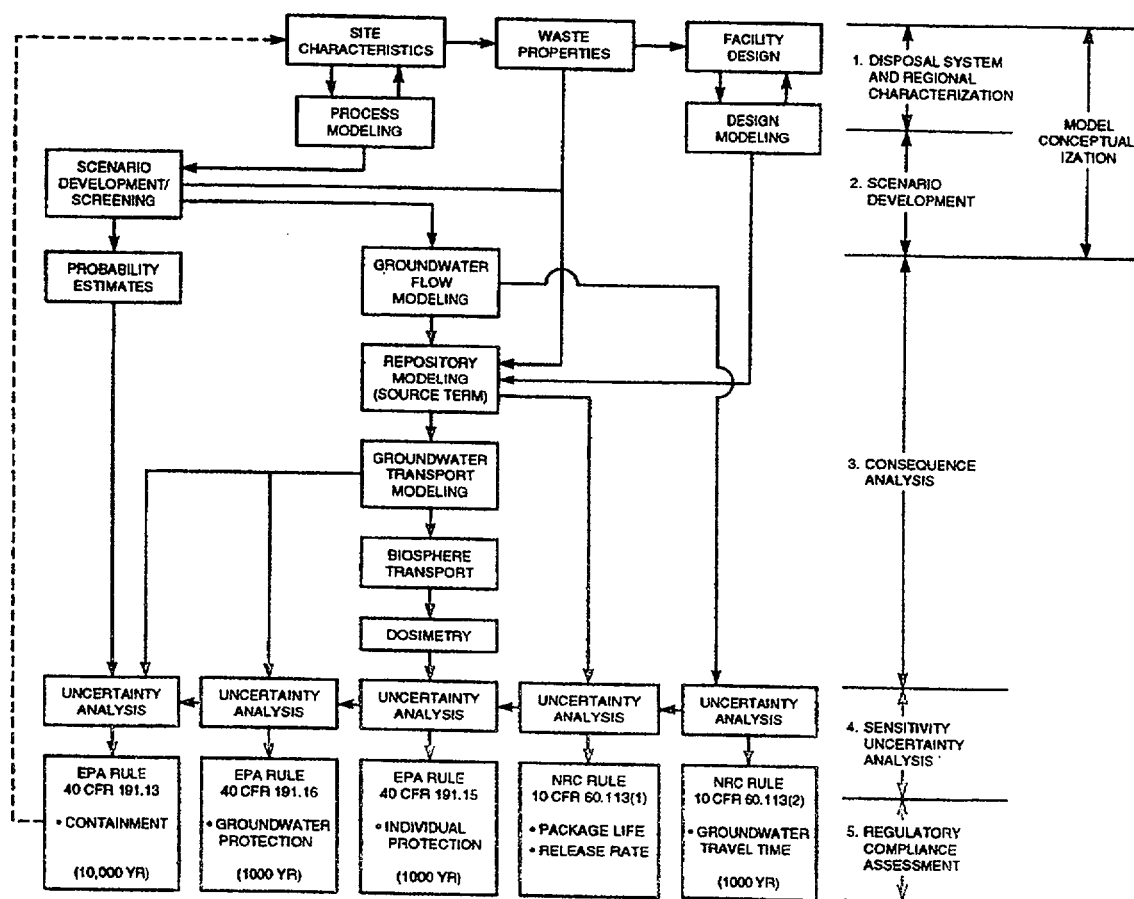 SITE
CHARACTERISTICS
WASTE
PROPERTIES
FACILITY
DESIGN
PROCESS
MODELING
DESIGN
MODELING
1. DISPOSAL SYSTEM
AND REGIONAL
CHARACTERIZATION
MODEL
CONCEPTUAL
IZATION
SCENARIO
DEVELOPMENT/
SCREENING
2. SCENARIO
DEVELOPMENT
PROBABILITY
ESTIMATES
GROUNDWATER
FLOW
MODELING
REPOSITORY
MODELING
(SOURCE TERM)
GROUNDWATER
TRANSPORT
MODELING
3. CONSEQUENCE
ANALYSIS
BIOSPHERE
TRANSPORT
DOSIMETRY
UNCERTAINTY
ANALYSIS
UNCERTAINTY
ANALYSIS
UNCERTAINTY
ANALYSIS
UNCERTAINTY
ANALYSIS
UNCERTAINTY
ANALYSIS
4. SENSITIVITY
UNCERTAINTY
ANALYSIS
EPA RULE
40 CFR 191.13
• CONTAINMENT
(10,000 YR)
EPA RULE
40 CFR 191.16
• GROUNDWATER
PROTECTION
(1000 YR)
EPA RULE
40 CFR 191.15
• INDIVIDUAL
PROTECTION
(1000 YR)
NRC RULE
10 CFR 60.113(1)
• PACKAGE LIFE
• RELEASE RATE
NRC RULE
10 CFR 60.113(2)
• GROUNDWATER
TRAVEL TIME
(1000 YR)
5. REGULATORY
COMPLIANCE
ASSESSMENT